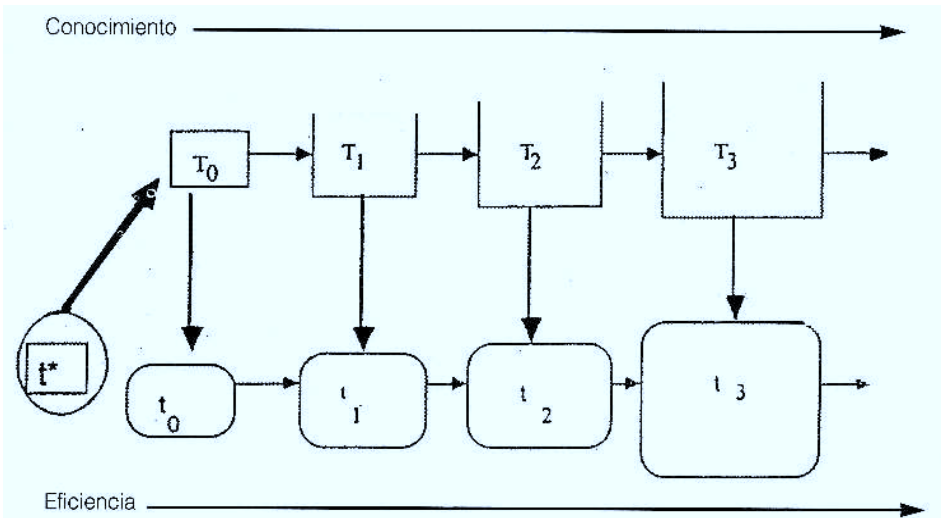 Conocimiento
T0 T1 T2 T3
t*
t0 t1 t2 t3
Eficiencia